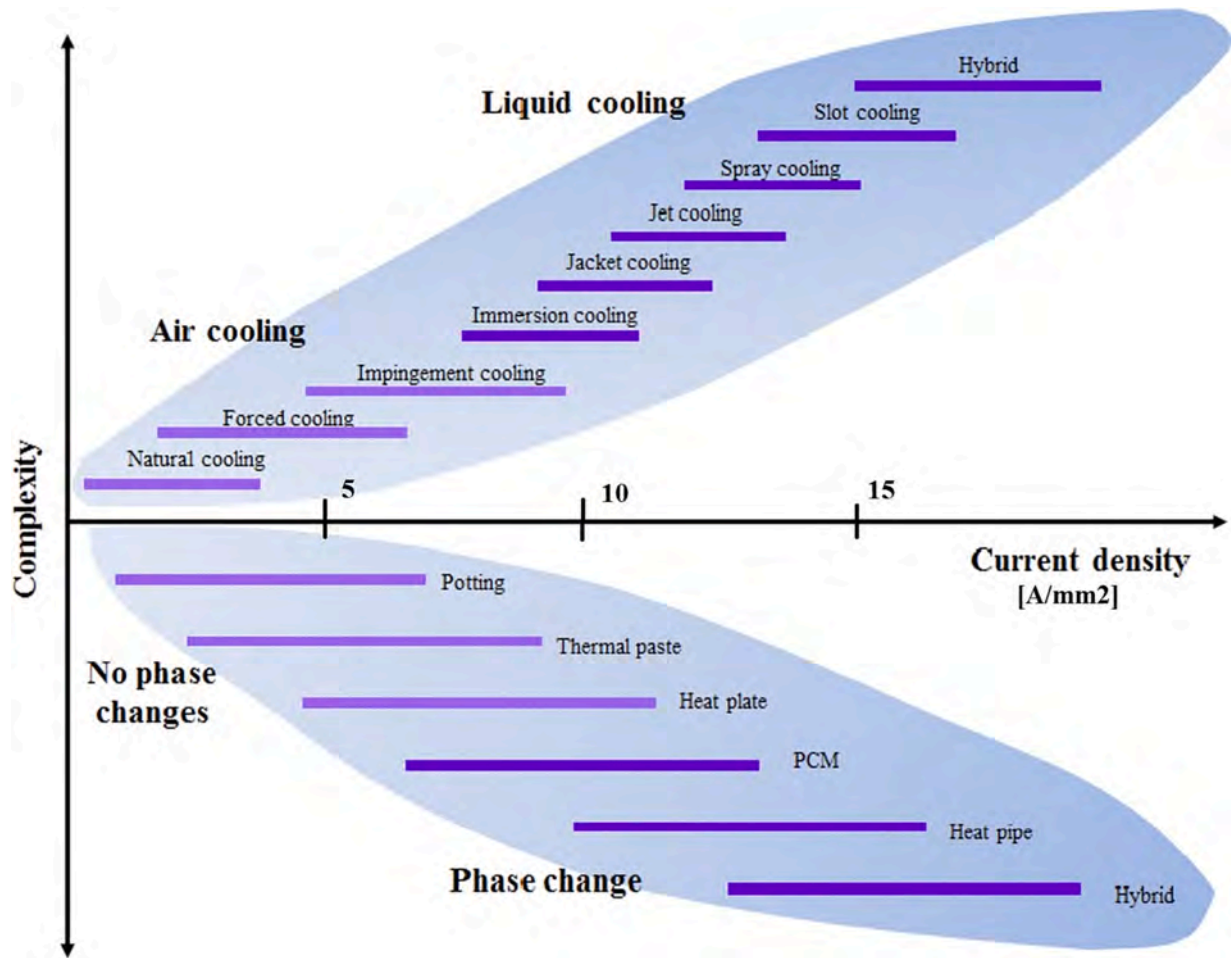 Hybrid
Liquid cooling
Slot cooling
Spray cooling
Jet cooling
Jacket cooling
Immersion cooling
Air cooling
Impingement cooling
Forced cooling
Natural cooling
5
10
15
Complexity
Current density
[A/mm2]
Potting
Thermal paste
No phase
changes
Heat plate
PCM
Heat pipe
Phase change
Hybrid